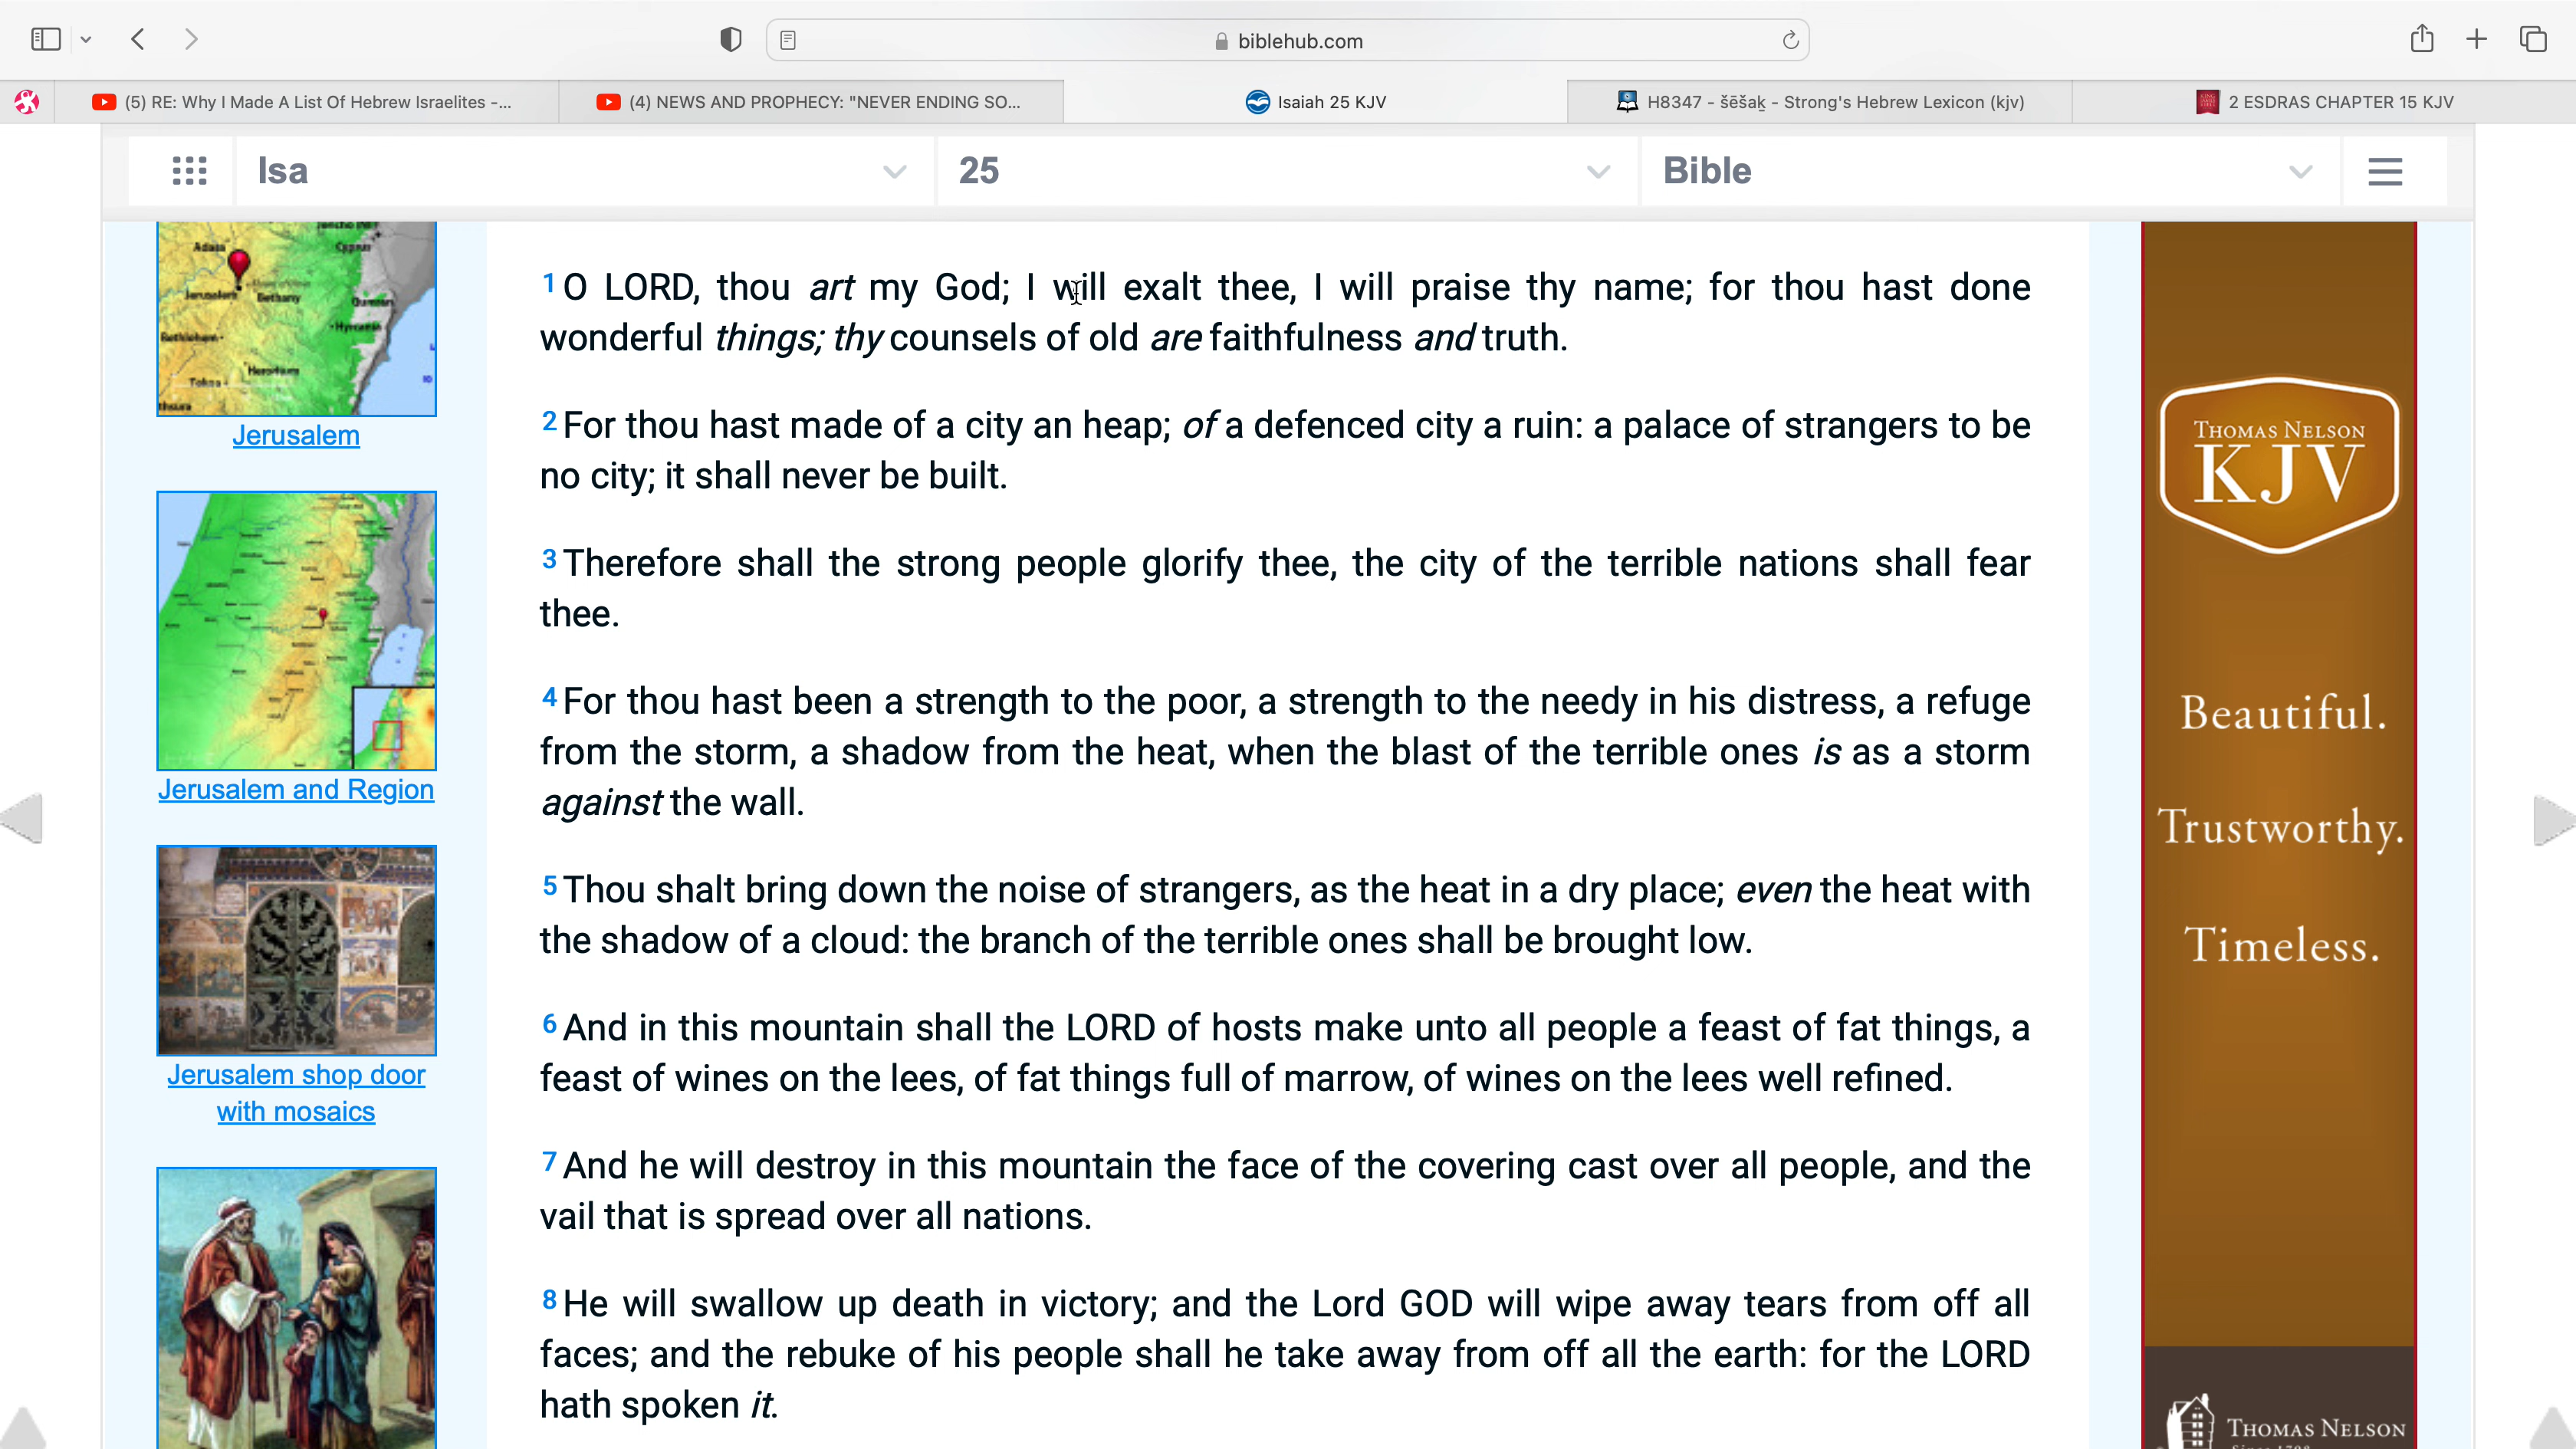 biblehub.com
(5) RE: Why I Made A List Of Hebrew Israelites -...
(4) NEWS AND PROPHECY: "NEVER ENDING SO...
Isaiah 25 KJV
H8347 - šēšaḵ - Strong's Hebrew Lexicon (kjv)
2 ESDRAS CHAPTER 15 KJV
Isa
25
Bible
Adasa
Cyprus
Jerusalem
Bethany
Qumran
Hyrcania
Bethlehem
Herodium
Tekoa
Jerusalem
Jerusalem and Region
Jerusalem shop door
with mosaics
1 O LORD, thou art my God; I will exalt thee, I will praise thy name; for thou hast done
wonderful things; thy counsels of old are faithfulness and truth.
2 For thou hast made of a city an heap; of a defenced city a ruin: a palace of strangers to be
no city; it shall never be built.
3 Therefore shall the strong people glorify thee, the city of the terrible nations shall fear
thee.
4 For thou hast been a strength to the poor, a strength to the needy in his distress, a refuge
from the storm, a shadow from the heat, when the blast of the terrible ones is as a storm
against the wall.
5 Thou shalt bring down the noise of strangers, as the heat in a dry place; even the heat with
the shadow of a cloud: the branch of the terrible ones shall be brought low.
6 And in this mountain shall the LORD of hosts make unto all people a feast of fat things, a
feast of wines on the lees, of fat things full of marrow, of wines on the lees well refined.
7 And he will destroy in this mountain the face of the covering cast over all people, and the
vail that is spread over all nations.
8 He will swallow up death in victory; and the Lord GOD will wipe away tears from off all
faces; and the rebuke of his people shall he take away from off all the earth: for the LORD
hath spoken it.
THOMAS NELSON
KJV
Beautiful.
Trustworthy.
Timeless.
THOMAS NELSON